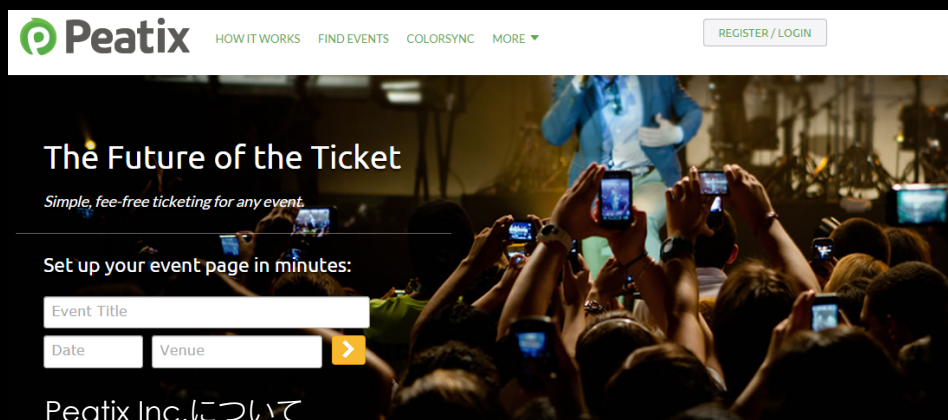 Peatix
HOW IT WORKS FIND EVENTS COLORSYNC MORE
REGISTER / LOGIN
The Future of the Ticket
Simple, fee-free ticketing for any event.
Set up your event page in minutes:
Event Title
Date Venue
Peatix Inc.について